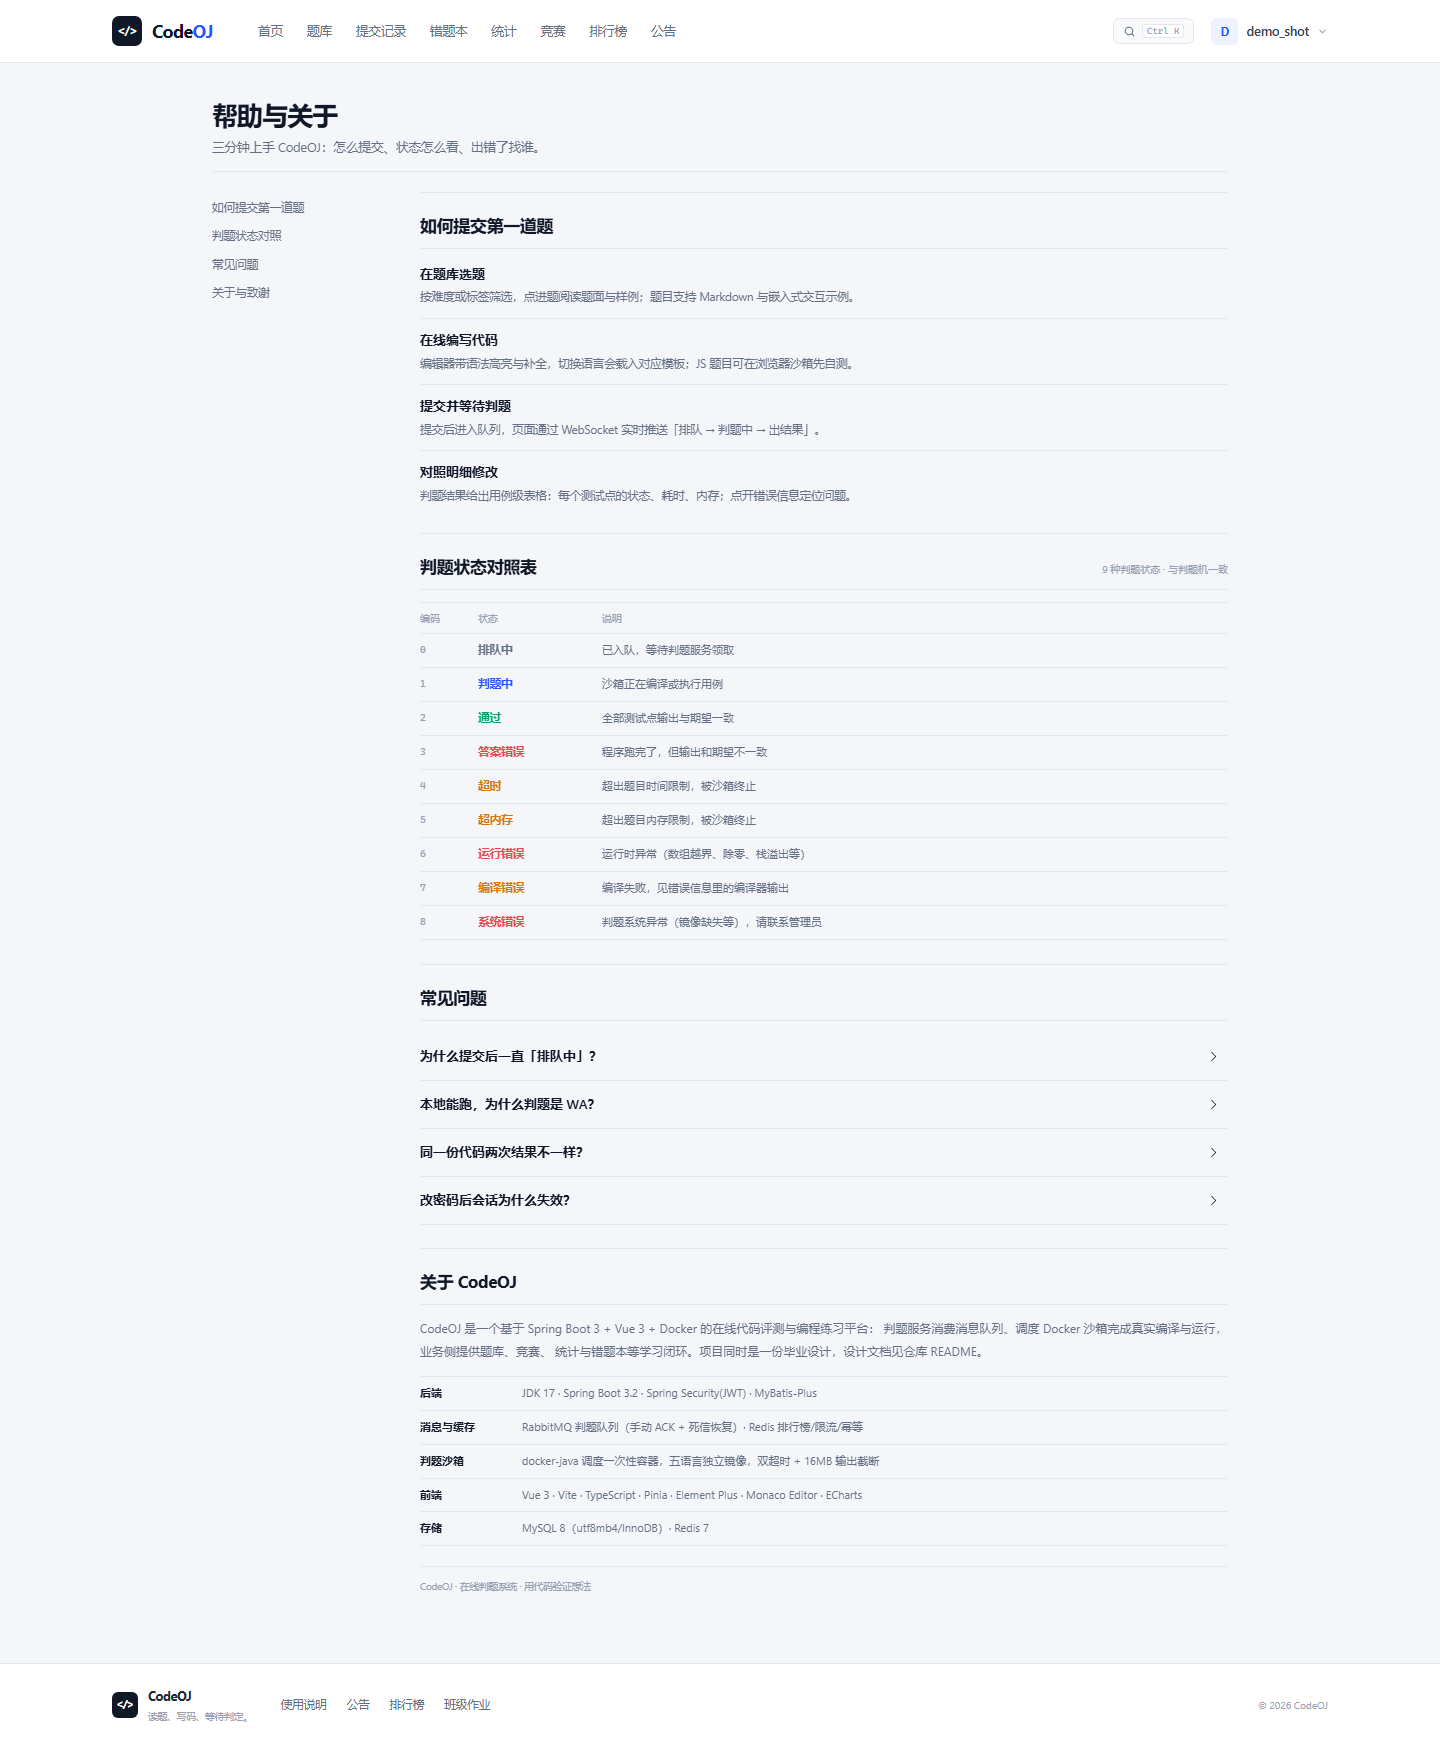 </> CodeOJ 首页 题库 提交记录 错题本 统计 竞赛 排行榜 公告 Ctrl K D demo_shot
帮助与关于
三分钟上手 CodeOJ：怎么提交、状态怎么看、出错了找谁。
如何提交第一道题
判题状态对照
常见问题
关于与致谢
如何提交第一道题
在题库选题
按难度或标签筛选，点进题阅读题面与样例；题目支持 Markdown 与嵌入式交互示例。
在线编写代码
编辑器带语法高亮与补全，切换语言会载入对应模板；JS 题目可在浏览器沙箱先自测。
提交并等待判题
提交后进入队列，页面通过 WebSocket 实时推送「排队 → 判题中 → 出结果」。
对照明细修改
判题结果给出用例级表格：每个测试点的状态、耗时、内存；点开错误信息定位问题。
判题状态对照表 9 种判题状态 · 与判题机一致
编码 状态 说明
0 排队中 已入队，等待判题服务领取
1 判题中 沙箱正在编译或执行用例
2 通过 全部测试点输出与期望一致
3 答案错误 程序跑完了，但输出和期望不一致
4 超时 超出题目时间限制，被沙箱终止
5 超内存 超出题目内存限制，被沙箱终止
6 运行错误 运行时异常（数组越界、除零、栈溢出等）
7 编译错误 编译失败，见错误信息里的编译器输出
8 系统错误 判题系统异常（镜像缺失等），请联系管理员
常见问题
为什么提交后一直「排队中」？
本地能跑，为什么判题是 WA？
同一份代码两次结果不一样？
改密码后会话为什么失效？
关于 CodeOJ
CodeOJ 是一个基于 Spring Boot 3 + Vue 3 + Docker 的在线代码评测与编程练习平台： 判题服务消费消息队列、调度 Docker 沙箱完成真实编译与运行，
业务侧提供题库、竞赛、 统计与错题本等学习闭环。项目同时是一份毕业设计，设计文档见仓库 README。
后端 JDK 17 · Spring Boot 3.2 · Spring Security(JWT) · MyBatis-Plus
消息与缓存 RabbitMQ 判题队列（手动 ACK + 死信恢复）· Redis 排行榜/限流/幂等
判题沙箱 docker-java 调度一次性容器，五语言独立镜像，双超时 + 16MB 输出截断
前端 Vue 3 · Vite · TypeScript · Pinia · Element Plus · Monaco Editor · ECharts
存储 MySQL 8（utf8mb4/InnoDB）· Redis 7
CodeOJ · 在线判题系统 · 用代码验证想法
</> CodeOJ
读题、写码、等待判定。
使用说明 公告 排行榜 班级作业 © 2026 CodeOJ